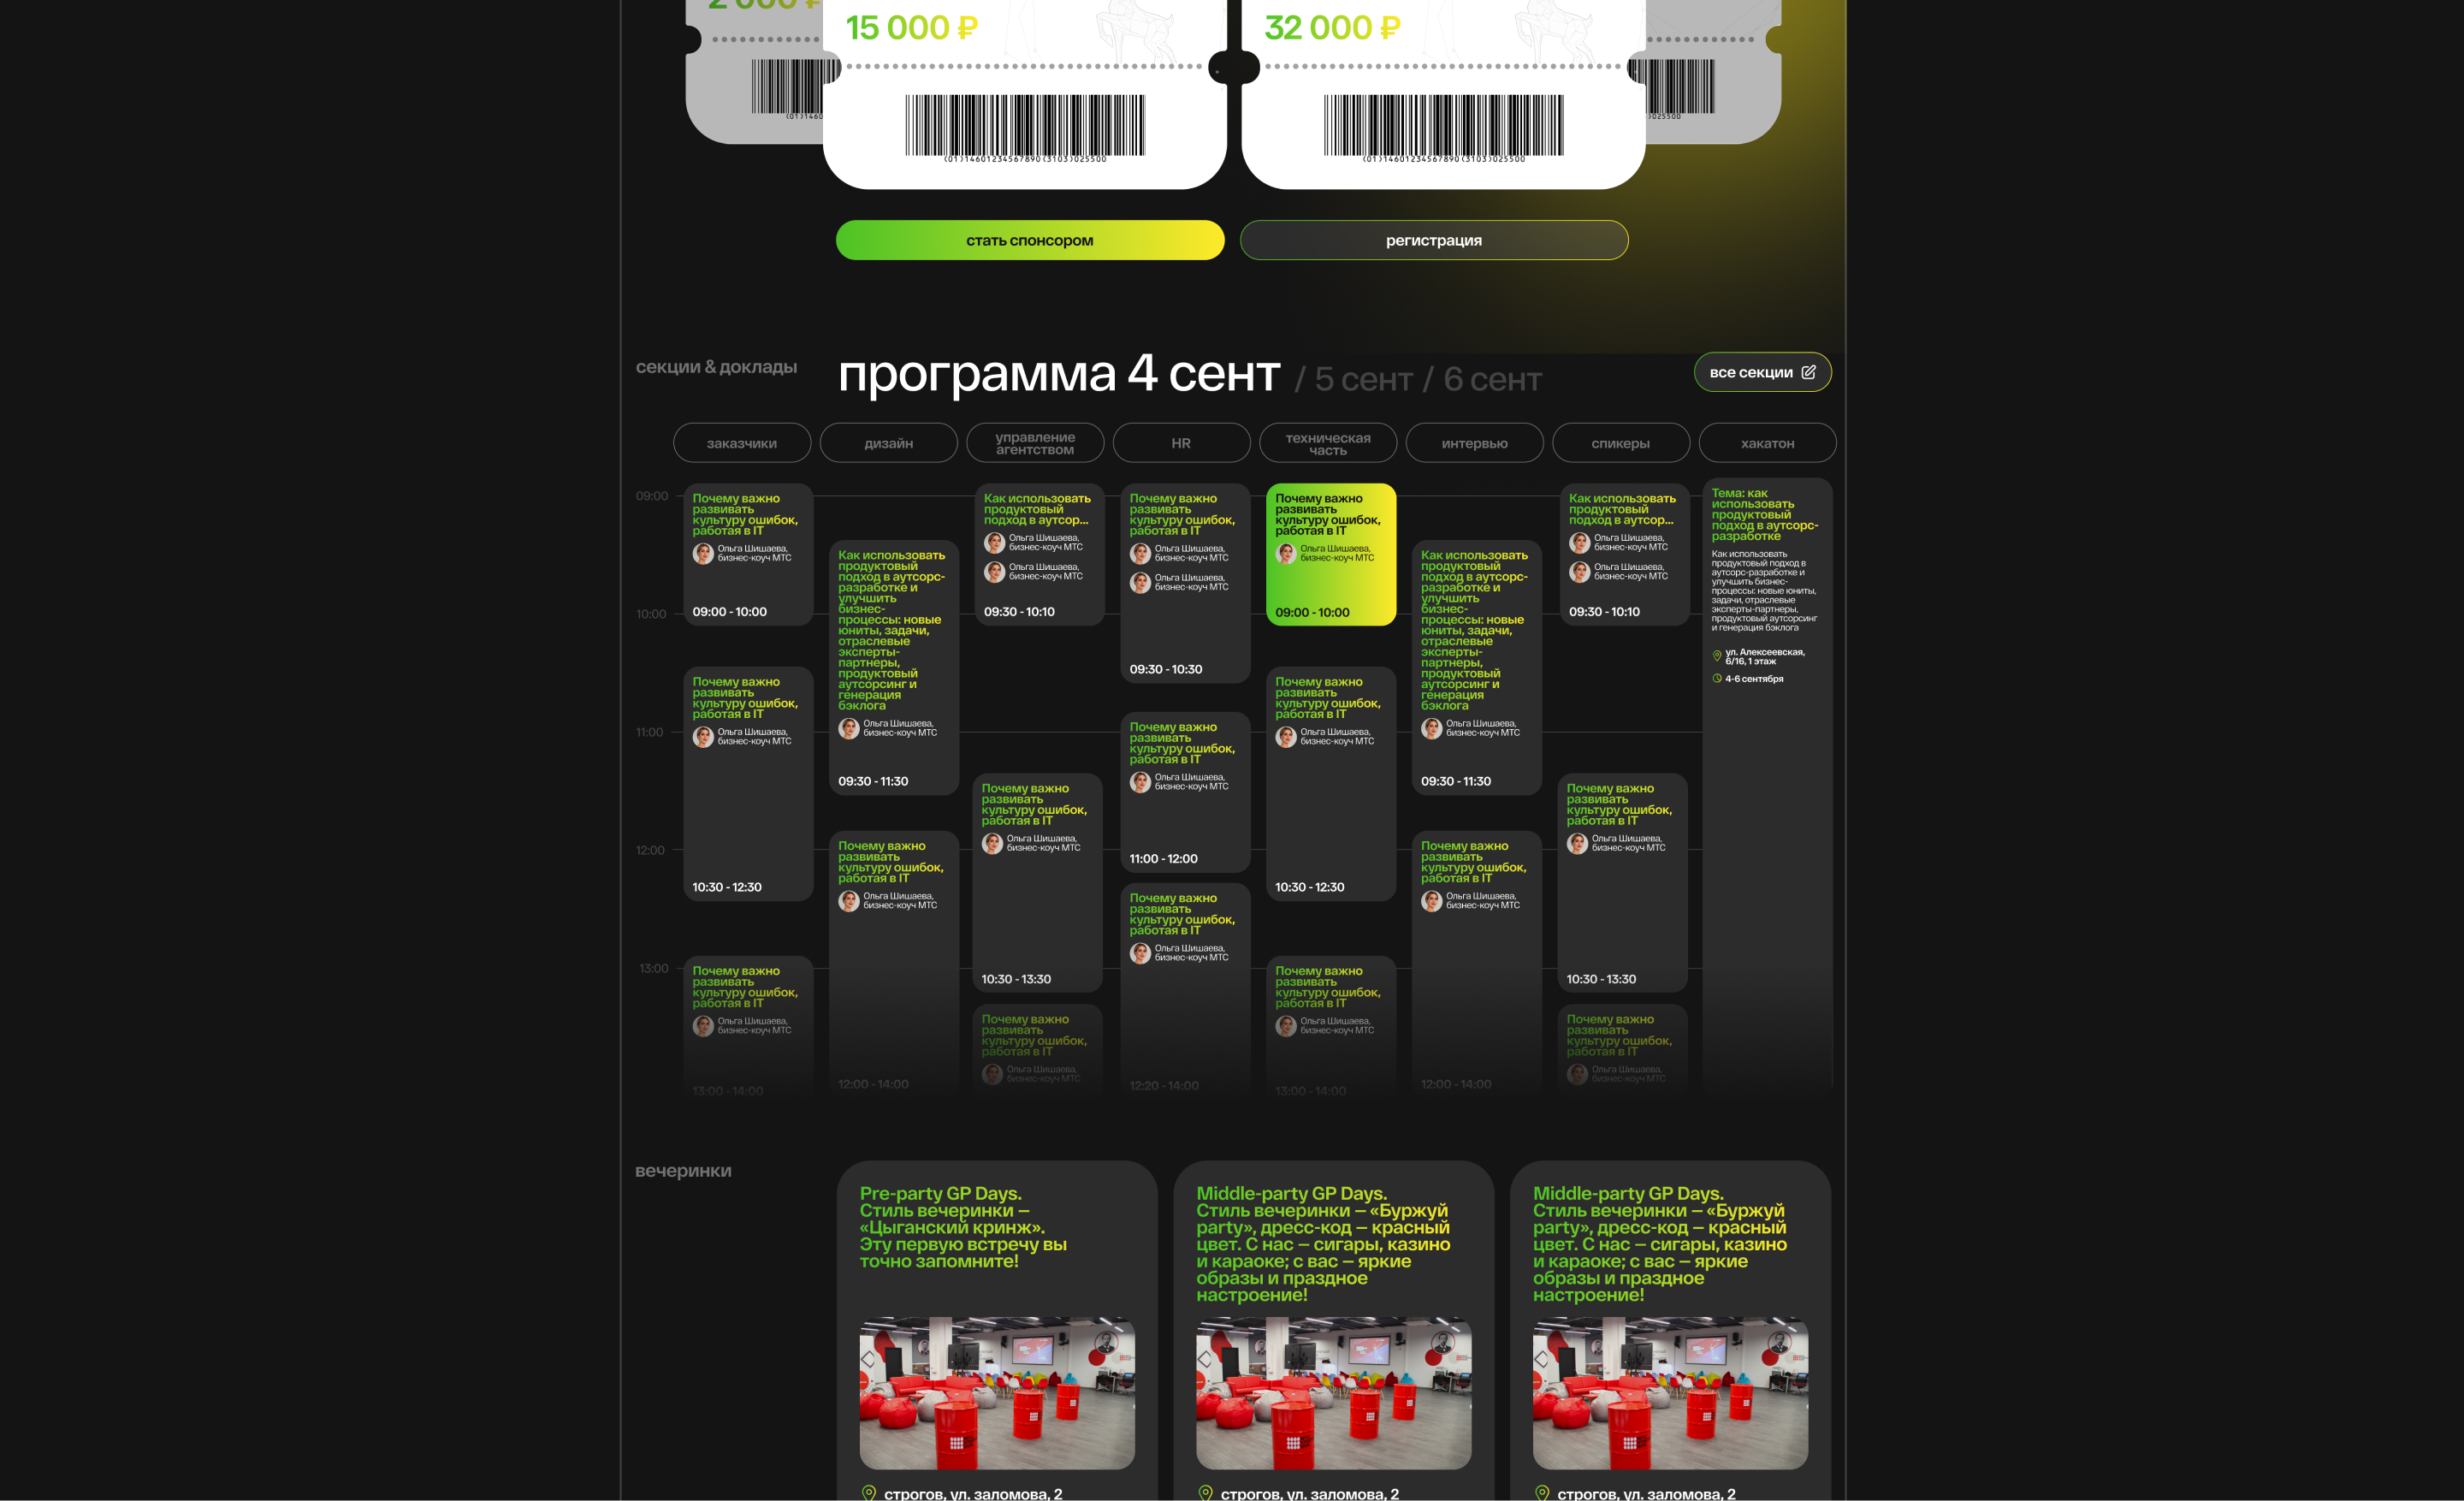 2 000 ₽
15 000 ₽
32 000 ₽
(01)1460
(01)14601234567890(3103)025500
(01)14601234567890(3103)025500
)025500
стать спонсором
регистрация
секции & доклады
программа 4 сент / 5 сент / 6 сент
все секции
заказчики
дизайн
управление
агентством
HR
техническая
часть
интервью
спикеры
хакатон
09:00
10:00
11:00
12:00
13:00
Почему важно
развивать
культуру ошибок,
работая в IT
Ольга Шишаева,
бизнес-коуч МТС
09:00 - 10:00
Почему важно
развивать
культуру ошибок,
работая в IT
Ольга Шишаева,
бизнес-коуч МТС
10:30 - 12:30
Почему важно
развивать
культуру ошибок,
работая в IT
Ольга Шишаева,
бизнес-коуч МТС
13:00 - 14:00
Как использовать
продуктовый
подход в аутсорс-
разработке и
улучшить
бизнес-
процессы: новые
юниты, задачи,
отраслевые
эксперты-
партнеры,
продуктовый
аутсорсинг и
генерация
бэклога
Ольга Шишаева,
бизнес-коуч МТС
09:30 - 11:30
Почему важно
развивать
культуру ошибок,
работая в IT
Ольга Шишаева,
бизнес-коуч МТС
12:00 - 14:00
Как использовать
продуктовый
подход в аутсор...
Ольга Шишаева,
бизнес-коуч МТС
Ольга Шишаева,
бизнес-коуч МТС
09:30 - 10:10
Почему важно
развивать
культуру ошибок,
работая в IT
Ольга Шишаева,
бизнес-коуч МТС
10:30 - 13:30
Почему важно
развивать
культуру ошибок,
работая в IT
Ольга Шишаева,
бизнес-коуч МТС
Почему важно
развивать
культуру ошибок,
работая в IT
Ольга Шишаева,
бизнес-коуч МТС
Ольга Шишаева,
бизнес-коуч МТС
09:30 - 10:30
Почему важно
развивать
культуру ошибок,
работая в IT
Ольга Шишаева,
бизнес-коуч МТС
11:00 - 12:00
Почему важно
развивать
культуру ошибок,
работая в IT
Ольга Шишаева,
бизнес-коуч МТС
12:20 - 14:00
Почему важно
развивать
культуру ошибок,
работая в IT
Ольга Шишаева,
бизнес-коуч МТС
09:00 - 10:00
Почему важно
развивать
культуру ошибок,
работая в IT
Ольга Шишаева,
бизнес-коуч МТС
10:30 - 12:30
Почему важно
развивать
культуру ошибок,
работая в IT
Ольга Шишаева,
бизнес-коуч МТС
13:00 - 14:00
Как использовать
продуктовый
подход в аутсорс-
разработке и
улучшить
бизнес-
процессы: новые
юниты, задачи,
отраслевые
эксперты-
партнеры,
продуктовый
аутсорсинг и
генерация
бэклога
Ольга Шишаева,
бизнес-коуч МТС
09:30 - 11:30
Почему важно
развивать
культуру ошибок,
работая в IT
Ольга Шишаева,
бизнес-коуч МТС
12:00 - 14:00
Как использовать
продуктовый
подход в аутсор...
Ольга Шишаева,
бизнес-коуч МТС
Ольга Шишаева,
бизнес-коуч МТС
09:30 - 10:10
Почему важно
развивать
культуру ошибок,
работая в IT
Ольга Шишаева,
бизнес-коуч МТС
10:30 - 13:30
Почему важно
развивать
культуру ошибок,
работая в IT
Ольга Шишаева,
бизнес-коуч МТС
Тема: как
использовать
продуктовый
подход в аутсорс-
разработке
Как использовать
продуктовый подход в
аутсорс-разработке и
улучшить бизнес-
процессы: новые юниты,
задачи, отраслевые
эксперты-партнеры,
продуктовый аутсорсинг
и генерация бэклога
ул. Алексеевская,
6/16, 1 этаж
4-6 сентября
вечеринки
Pre-party GP Days.
Стиль вечеринки –
«Цыганский кринж».
Эту первую встречу вы
точно запомните!
строгов, ул. заломова, 2
Middle-party GP Days.
Стиль вечеринки – «Буржуй
party», дресс-код – красный
цвет. С нас – сигары, казино
и караоке; с вас – яркие
образы и праздное
настроение!
строгов, ул. заломова, 2
Middle-party GP Days.
Стиль вечеринки – «Буржуй
party», дресс-код – красный
цвет. С нас – сигары, казино
и караоке; с вас – яркие
образы и праздное
настроение!
строгов, ул. заломова, 2